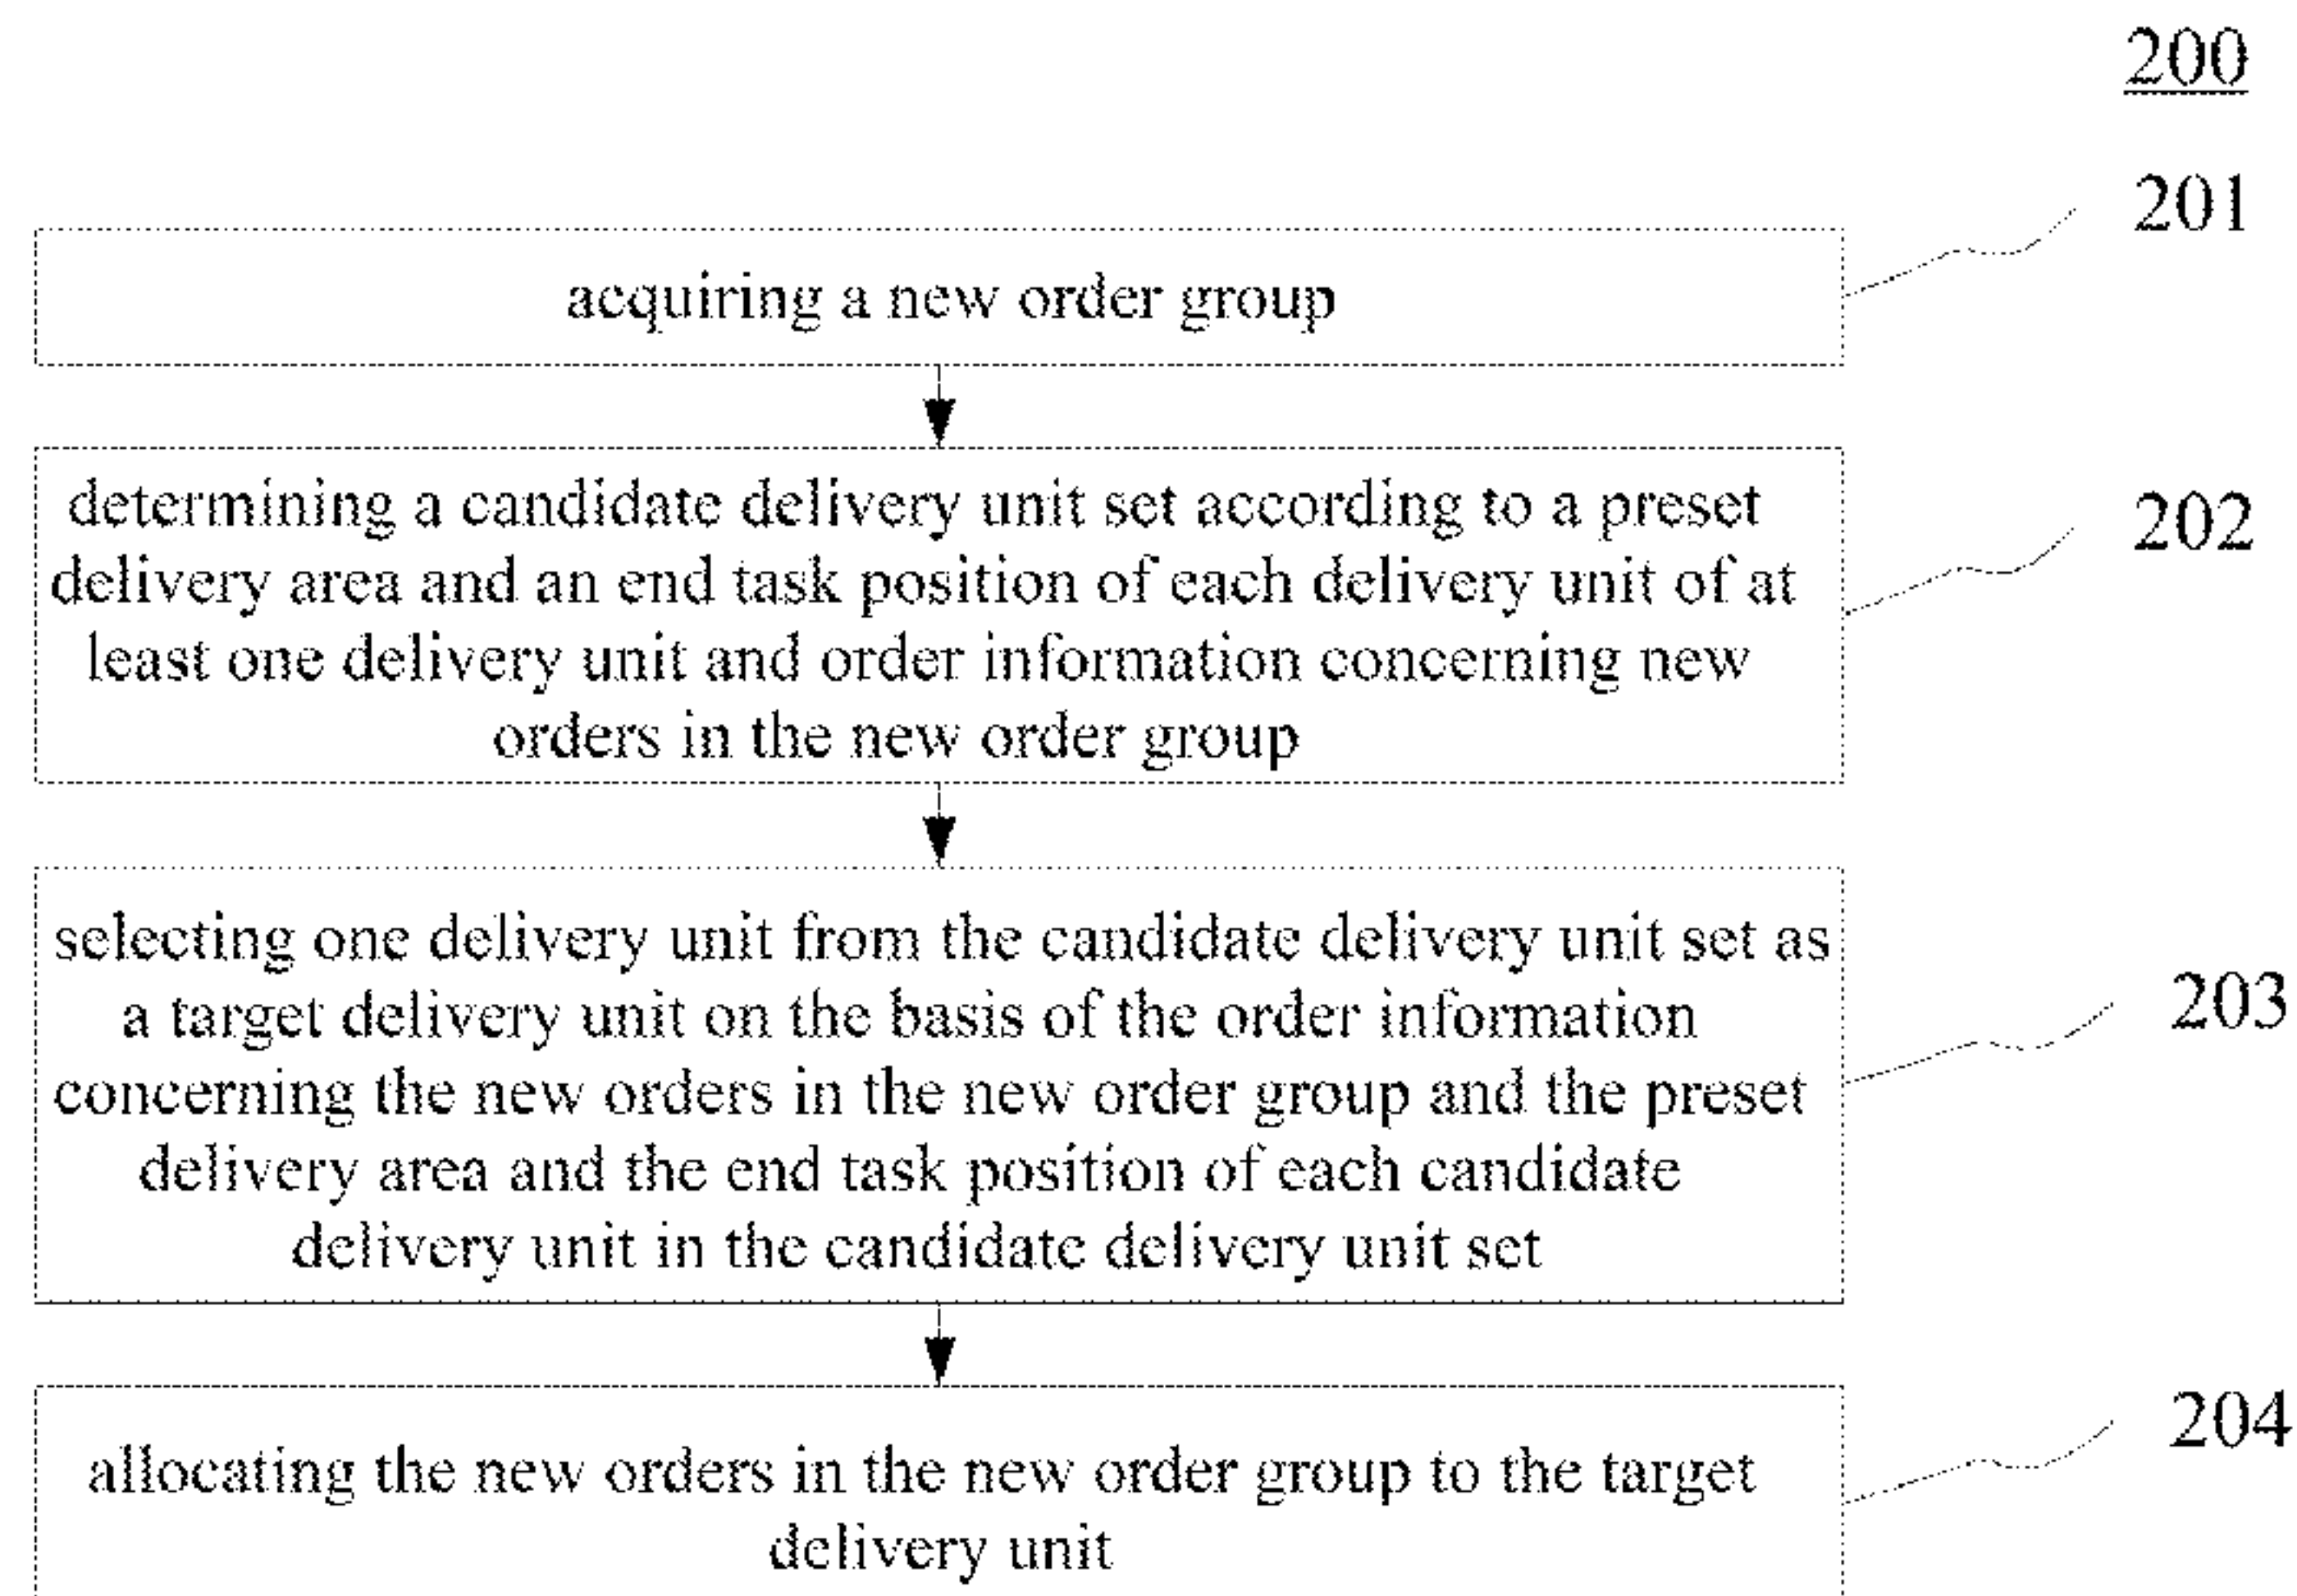 200
201
acquiring a new order group
determining a candidate delivery unit set according to a preset
delivery area and an end task position of each delivery unit of at
least one delivery unit and order information concerning new
orders in the new order group
202
selecting one delivery unit from the candidate delivery unit set as
a target delivery unit on the basis of the order information
concerning the new orders in the new order group and the preset
delivery area and the end task position of each candidate
delivery unit in the candidate delivery unit set
203
allocating the new orders in the new order group to the target
delivery unit
204